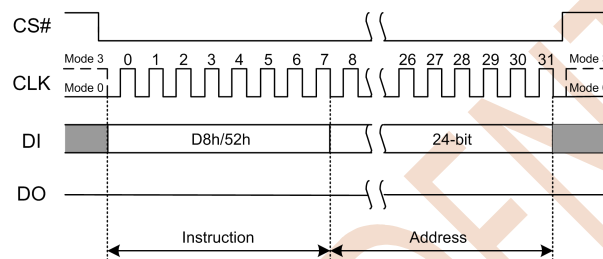 CS#
Mode 3 0 1 2 3 4 5 6 7 8 26 27 28 29 30 31 Mode
CLK
Mode 0 Mode
DI D8h/52h 24-bit
DO
Instruction Address